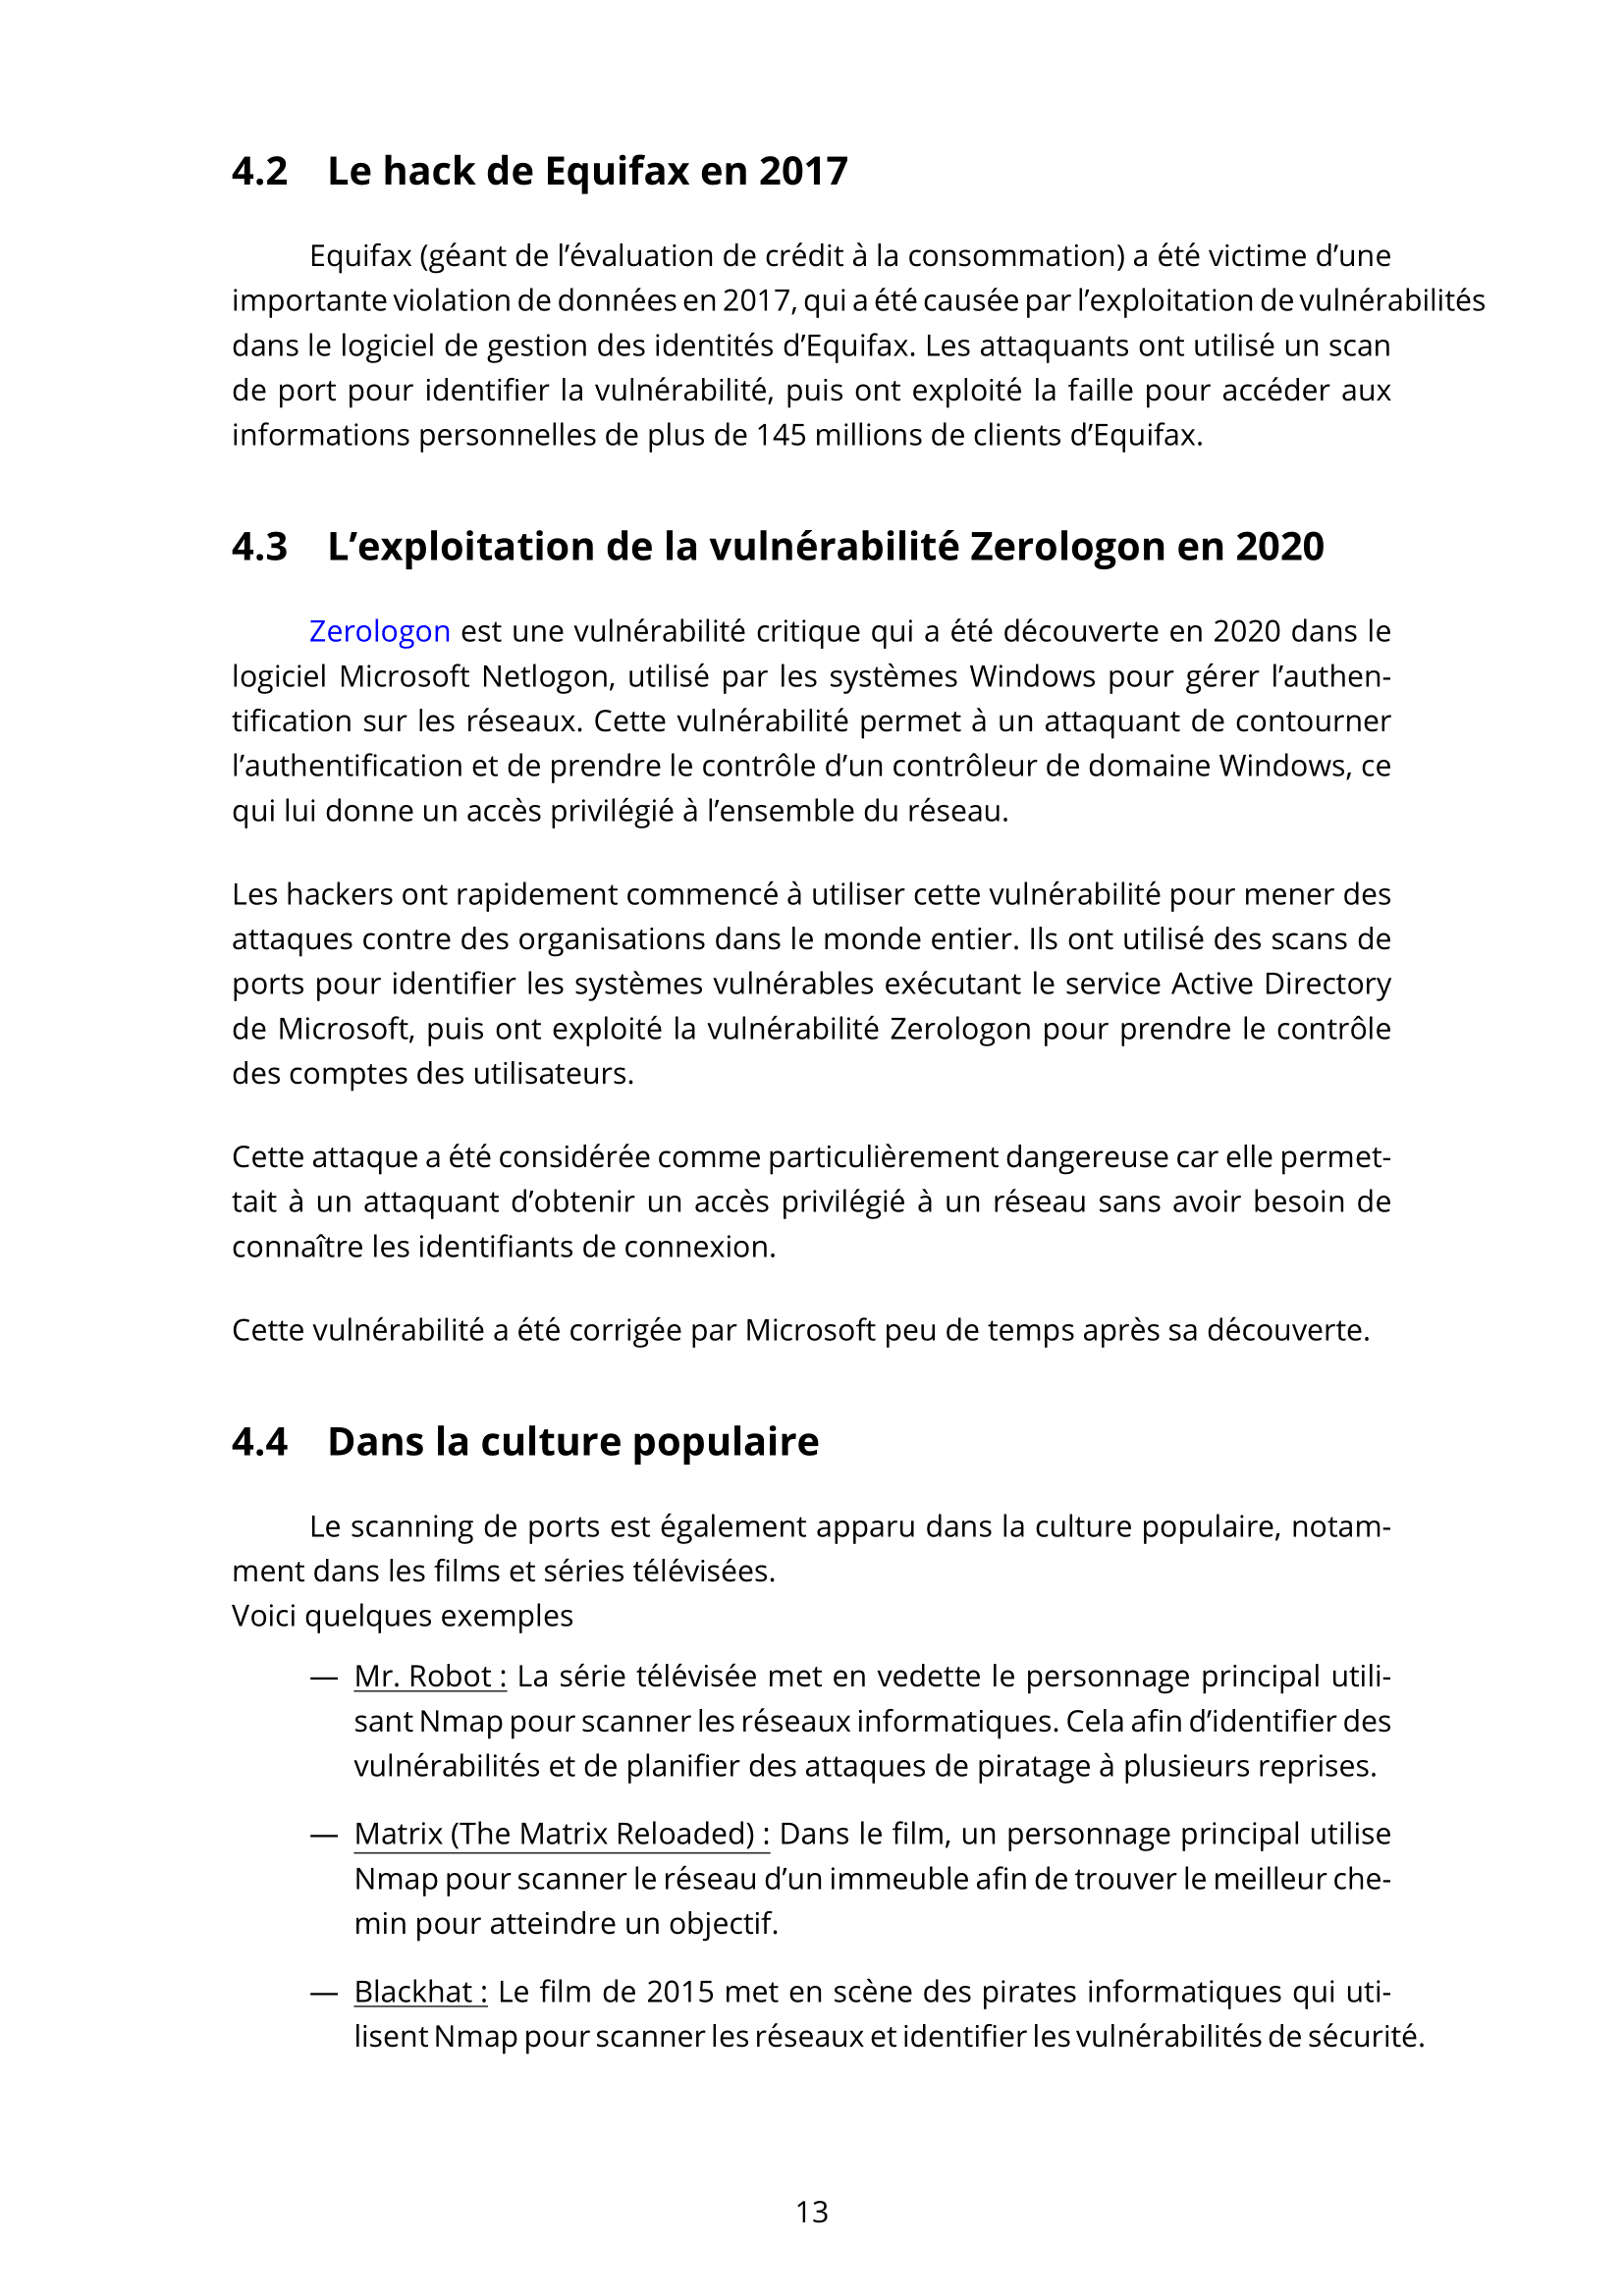 4.2 Le hack de Equifax en 2017
Equifax (géant de l’évaluation de crédit à la consommation) a été victime d’une
importante violation de données en 2017, qui a été causée par l’exploitation de vulnérabilités
dans le logiciel de gestion des identités d’Equifax. Les attaquants ont utilisé un scan
de port pour identifier la vulnérabilité, puis ont exploité la faille pour accéder aux
informations personnelles de plus de 145 millions de clients d’Equifax.
4.3 L’exploitation de la vulnérabilité Zerologon en 2020
Zerologon est une vulnérabilité critique qui a été découverte en 2020 dans le
logiciel Microsoft Netlogon, utilisé par les systèmes Windows pour gérer l’authen-
tification sur les réseaux. Cette vulnérabilité permet à un attaquant de contourner
l’authentification et de prendre le contrôle d’un contrôleur de domaine Windows, ce
qui lui donne un accès privilégié à l’ensemble du réseau.
Les hackers ont rapidement commencé à utiliser cette vulnérabilité pour mener des
attaques contre des organisations dans le monde entier. Ils ont utilisé des scans de
ports pour identifier les systèmes vulnérables exécutant le service Active Directory
de Microsoft, puis ont exploité la vulnérabilité Zerologon pour prendre le contrôle
des comptes des utilisateurs.
Cette attaque a été considérée comme particulièrement dangereuse car elle permet-
tait à un attaquant d’obtenir un accès privilégié à un réseau sans avoir besoin de
connaître les identifiants de connexion.
Cette vulnérabilité a été corrigée par Microsoft peu de temps après sa découverte.
4.4 Dans la culture populaire
Le scanning de ports est également apparu dans la culture populaire, notam-
ment dans les films et séries télévisées.
Voici quelques exemples
— Mr. Robot : La série télévisée met en vedette le personnage principal utili-
sant Nmap pour scanner les réseaux informatiques. Cela afin d’identifier des
vulnérabilités et de planifier des attaques de piratage à plusieurs reprises.
— Matrix (The Matrix Reloaded) : Dans le film, un personnage principal utilise
Nmap pour scanner le réseau d’un immeuble afin de trouver le meilleur che-
min pour atteindre un objectif.
— Blackhat : Le film de 2015 met en scène des pirates informatiques qui uti-
lisent Nmap pour scanner les réseaux et identifier les vulnérabilités de sécurité.
13